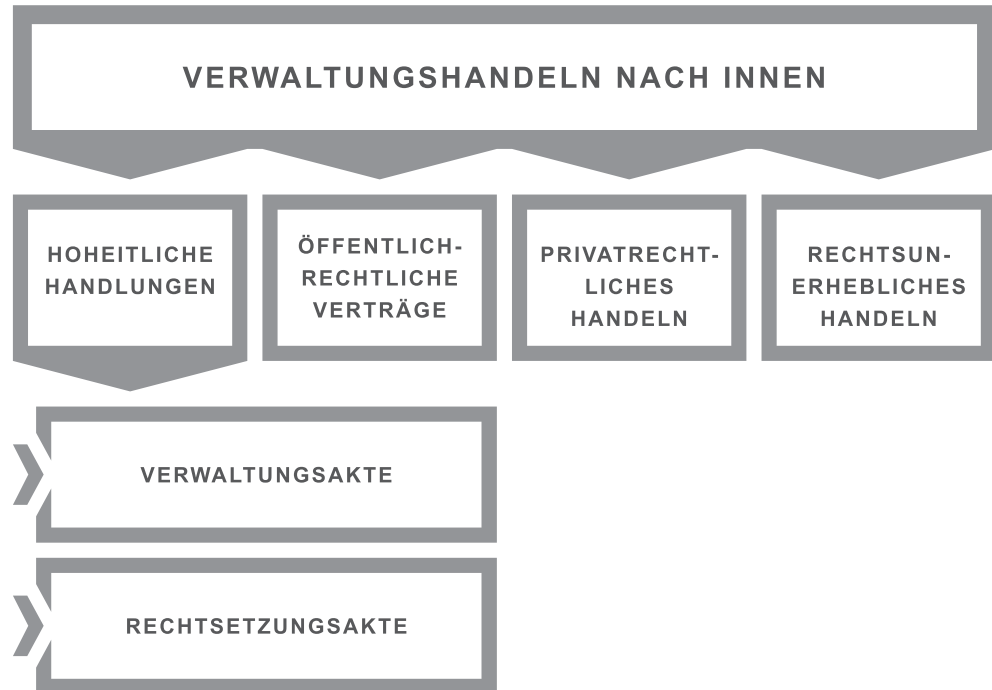 VERWALTUNGSHANDELN NACH INNEN
HOHEITLICHE
HANDLUNGEN
ÖFFENTLICH-
RECHTLICHE
VERTRÄGE
PRIVATRECHT-
LICHES
HANDELN
RECHTSUN-
ERHEBLICHES
HANDELN
VERWALTUNGSAKTE
RECHTSETZUNGSAKTE